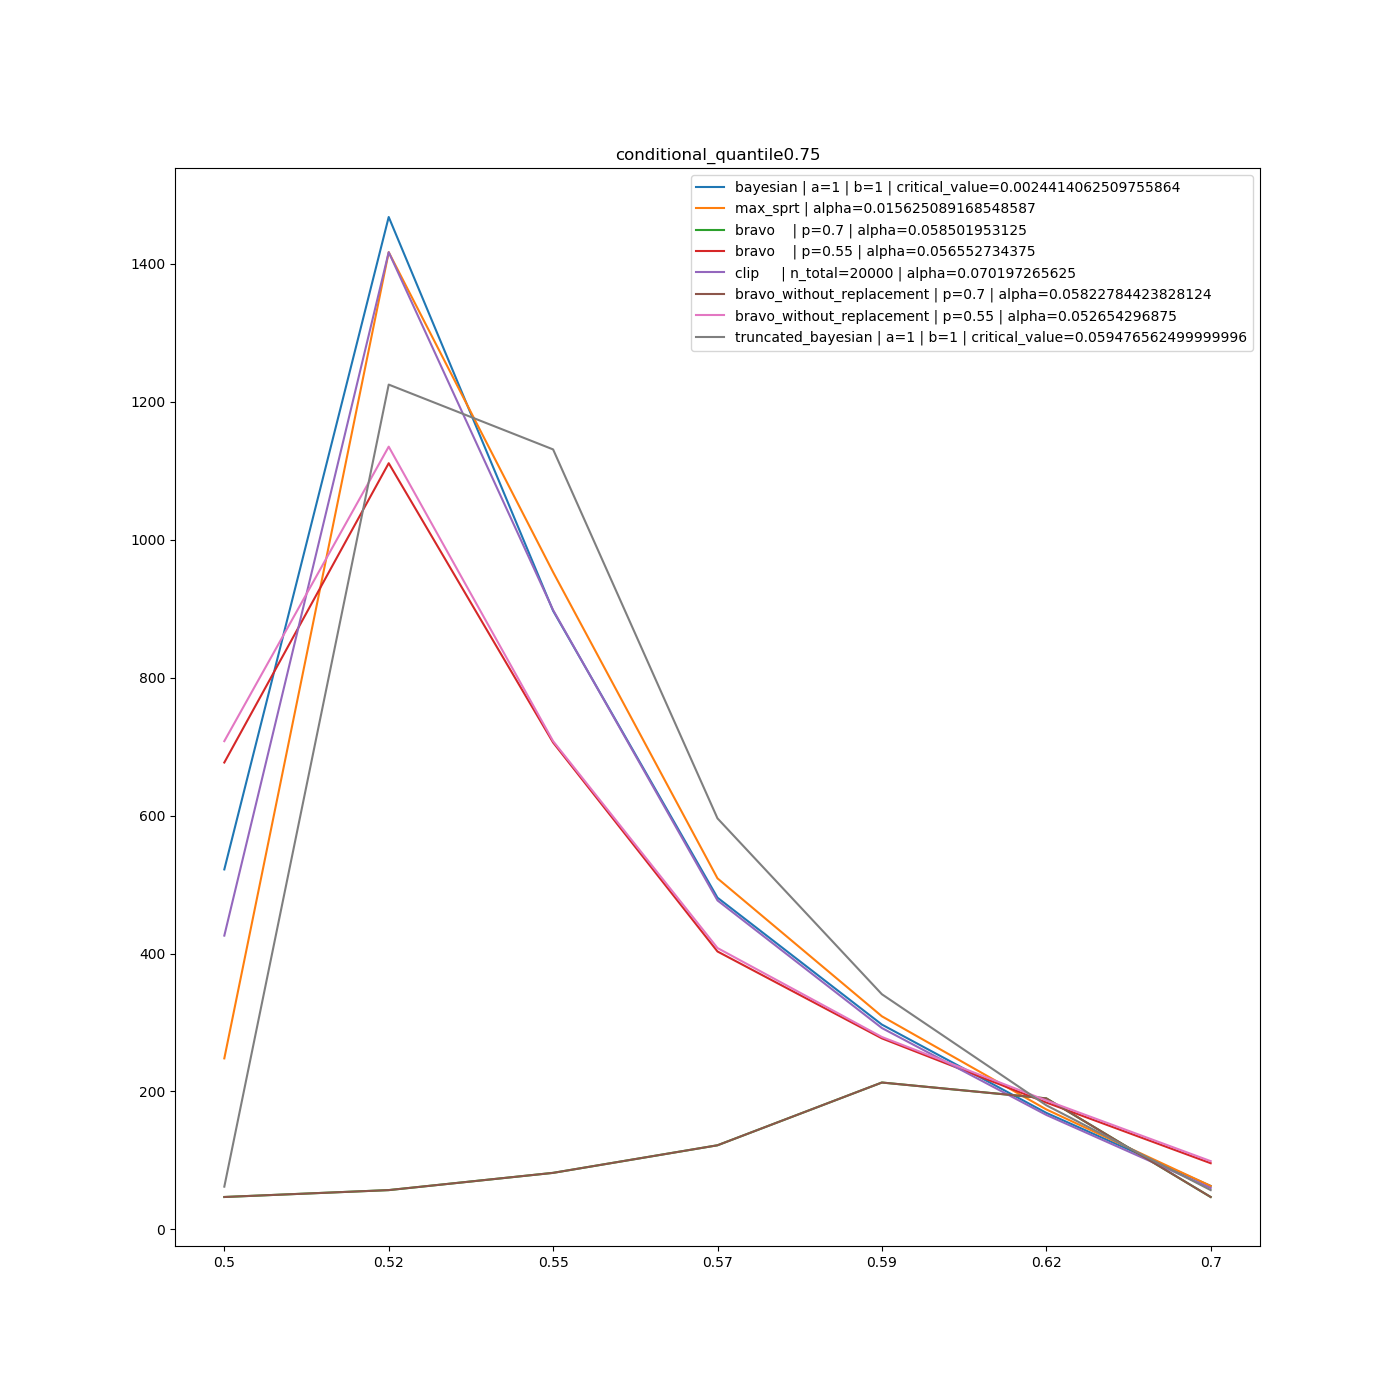 conditional_quantile0.75
bayesian | a=1 | b=1 | critical_value=0.0024414062509755864
max_sprt | alpha=0.015625089168548587
bravo    | p=0.7 | alpha=0.058501953125
bravo    | p=0.55 | alpha=0.056552734375
clip     | n_total=20000 | alpha=0.070197265625
bravo_without_replacement | p=0.7 | alpha=0.05822784423828124
bravo_without_replacement | p=0.55 | alpha=0.052654296875
truncated_bayesian | a=1 | b=1 | critical_value=0.059476562499999996
1400
1200
1000
800
600
400
200
0
0.5 0.52 0.55 0.57 0.59 0.62 0.7